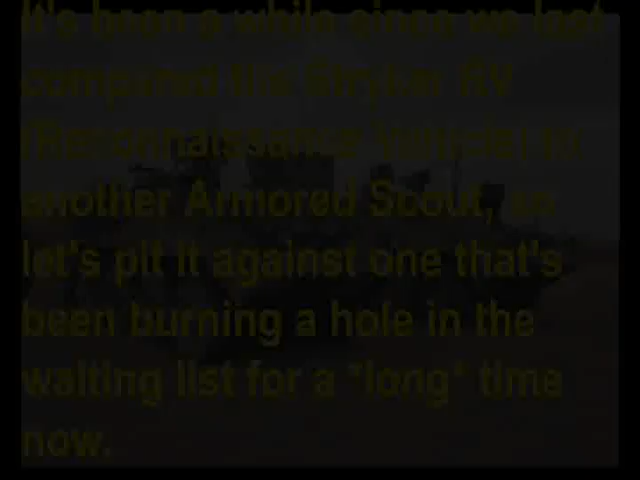 It's been a while since we last
compared the Stryker RV
(Reconnaissance Vehicle) to
another Armored Scout, so
let's pit it against one that's
been burning a hole in the
waiting list for a *long* time
now.